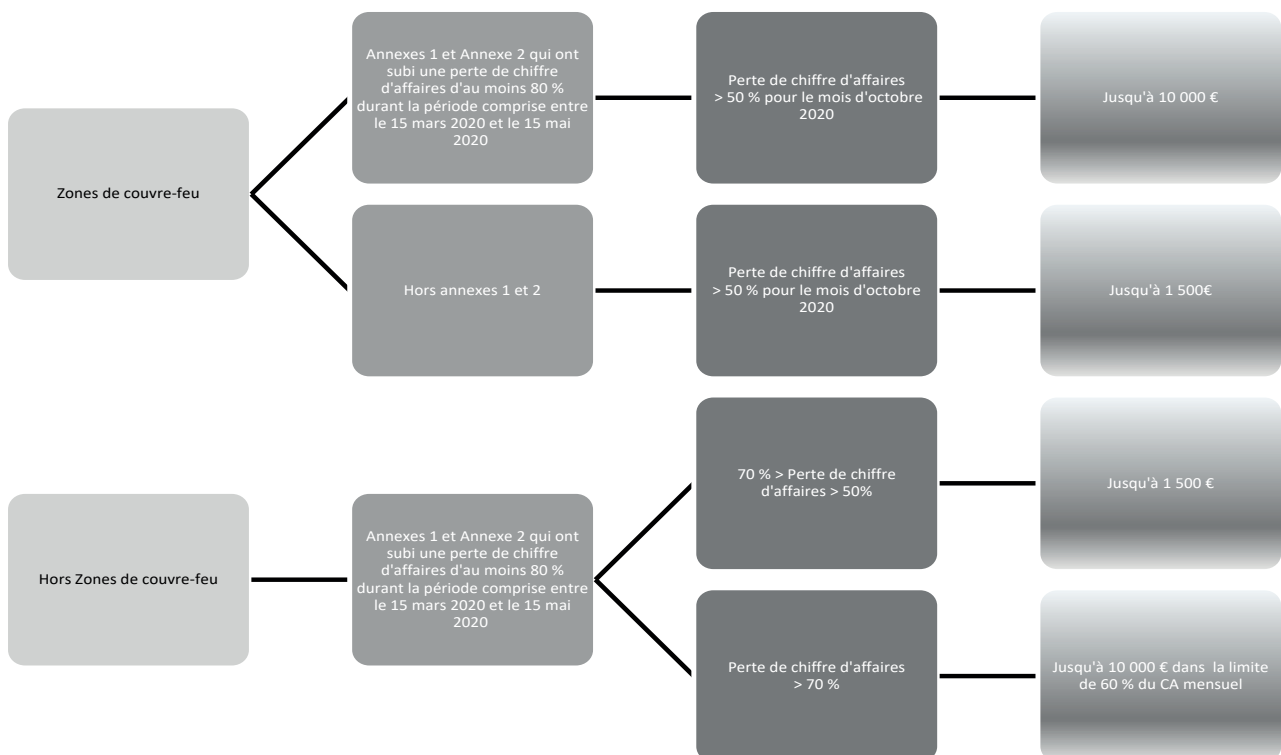 Zones de couvre-feu
Annexes 1 et Annexe 2 qui ont
subi une perte de chiffre
d'affaires d'au moins 80 %
durant la période comprise entre
le 15 mars 2020 et le 15 mai
2020
Perte de chiffre d'affaires
> 50 % pour le mois d'octobre
2020
Jusqu'à 10 000 €
Hors annexes 1 et 2
Perte de chiffre d'affaires
> 50 % pour le mois d'octobre
2020
Jusqu'à 1 500€
Hors Zones de couvre-feu
Annexes 1 et Annexe 2 qui ont
subi une perte de chiffre
d'affaires d'au moins 80 %
durant la période comprise entre
le 15 mars 2020 et le 15 mai
2020
70 % > Perte de chiffre
d'affaires > 50%
Jusqu'à 1 500 €
Perte de chiffre d'affaires
> 70 %
Jusqu'à 10 000 € dans la limite
de 60 % du CA mensuel